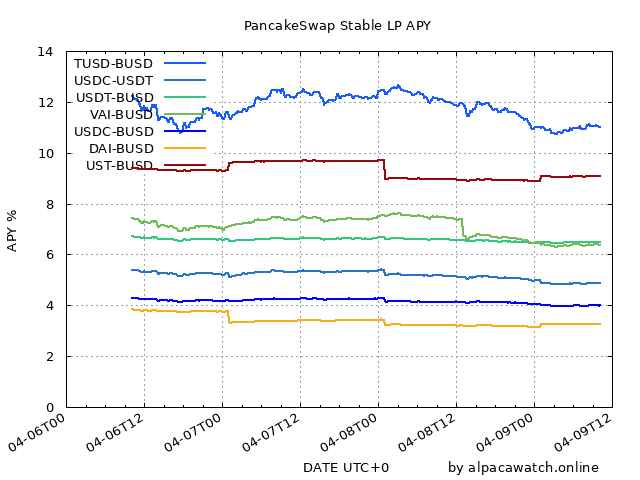 PancakeSwap Stable LP APY
14
12
10
8
6
4
2
0
APY %
TUSD-BUSD
USDC-USDT
USDT-BUSD
VAI-BUSD
USDC-BUSD
DAI-BUSD
UST-BUSD
04-06T00
04-06T12
04-07T00
04-07T12
04-08T00
04-08T12
04-09T00
04-09T12
DATE UTC+0
by alpacawatch.online